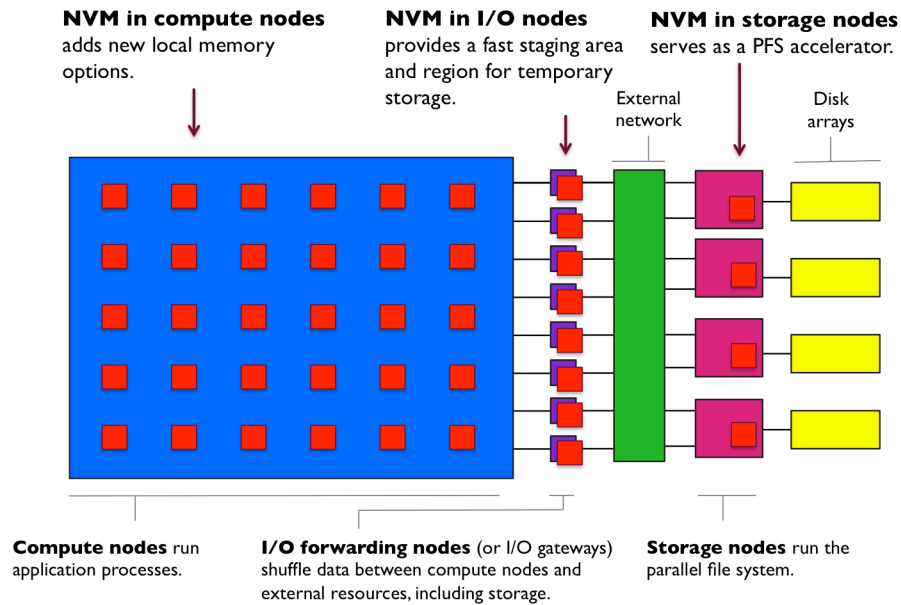 NVM in compute nodes
adds new local memory
options.
NVM in I/O nodes
provides a fast staging area
and region for temporary
storage.
NVM in storage nodes
serves as a PFS accelerator.
External
network
Disk
arrays
Compute nodes run
application processes.
I/O forwarding nodes (or I/O gateways)
shuffle data between compute nodes and
external resources, including storage.
Storage nodes run the
parallel file system.